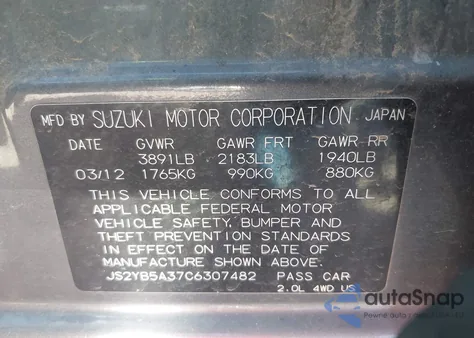 MFD BY SUZUKI MOTOR CORPORATION JAPAN
DATE GVWR GAWR FRT GAWR RR
3891LB 2183LB 1940LB
03/12 1765KG 990KG 880KG
THIS VEHICLE CONFORMS TO ALL
APPLICABLE FEDERAL MOTOR
VEHICLE SAFETY, BUMPER AND
THEFT PREVENTION STANDARDS
IN EFFECT ON THE DATE OF
MANUFACTURE SHOWN ABOVE.
JS2YB5A37C6307482 PASS CAR
2.0L 4WD US
autoSnap